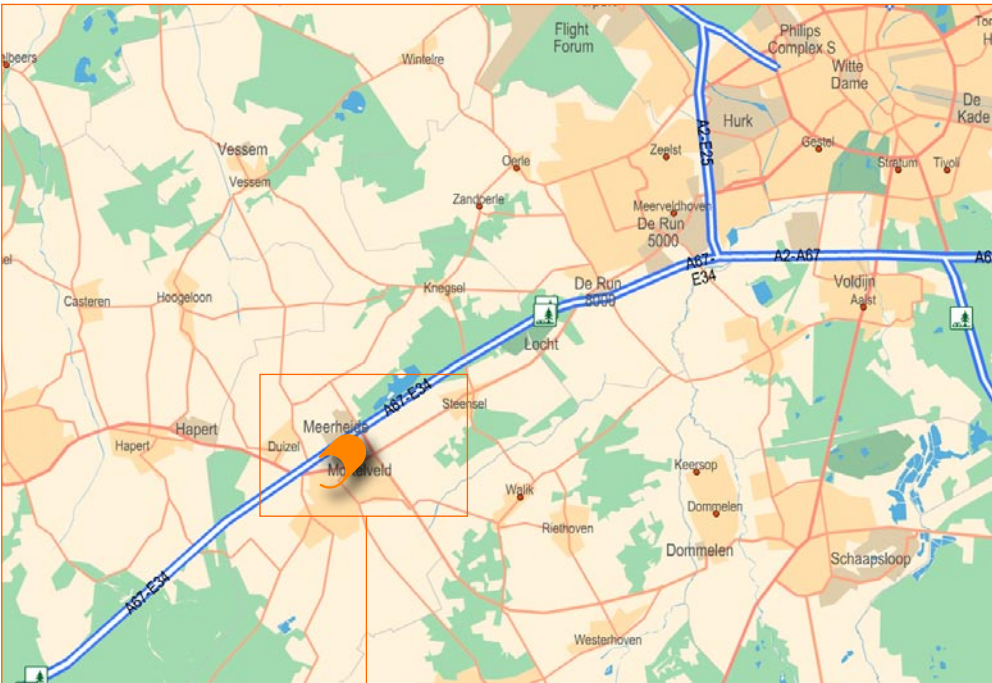 Flight
Forum
Philips
Complex S
Witte
Dame
De
Kade
Wintelre
Hurk
A2-E25
Gestel
Stratum
Tivoli
Vessem
Vessem
Oerle
Zeelst
Zandoerle
Meerveldhoven
De Run
5000
A67-
E34
A2-A67
Casteren
Hoogeloon
Knegsel
De Run
8000
Voldijn
Aalst
Locht
A67-E34
Steensel
Meerheide
Hapert
Hapert
Duizel
Walik
Riethoven
Keersop
Dommelen
Dommelen
Schaapsloop
A67-E34
Westerhoven